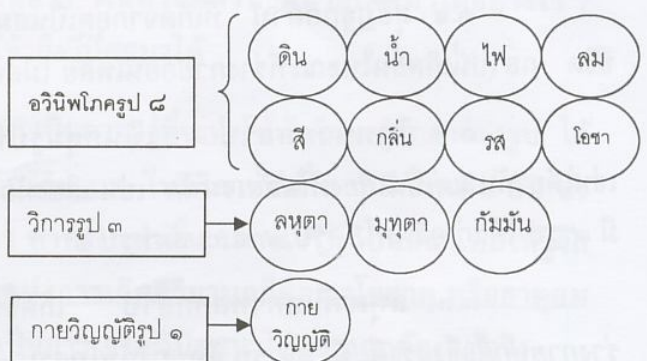 ดิน น้ำ ไฟ ลม
อวินิพโภครูป ๘
สี กลิ่น รส โอชา
วิการรูป ๓ ลหุตา มุทุตา กัมมัน
กายวิญญัติรูป ๑ กาย
วิญญัติ